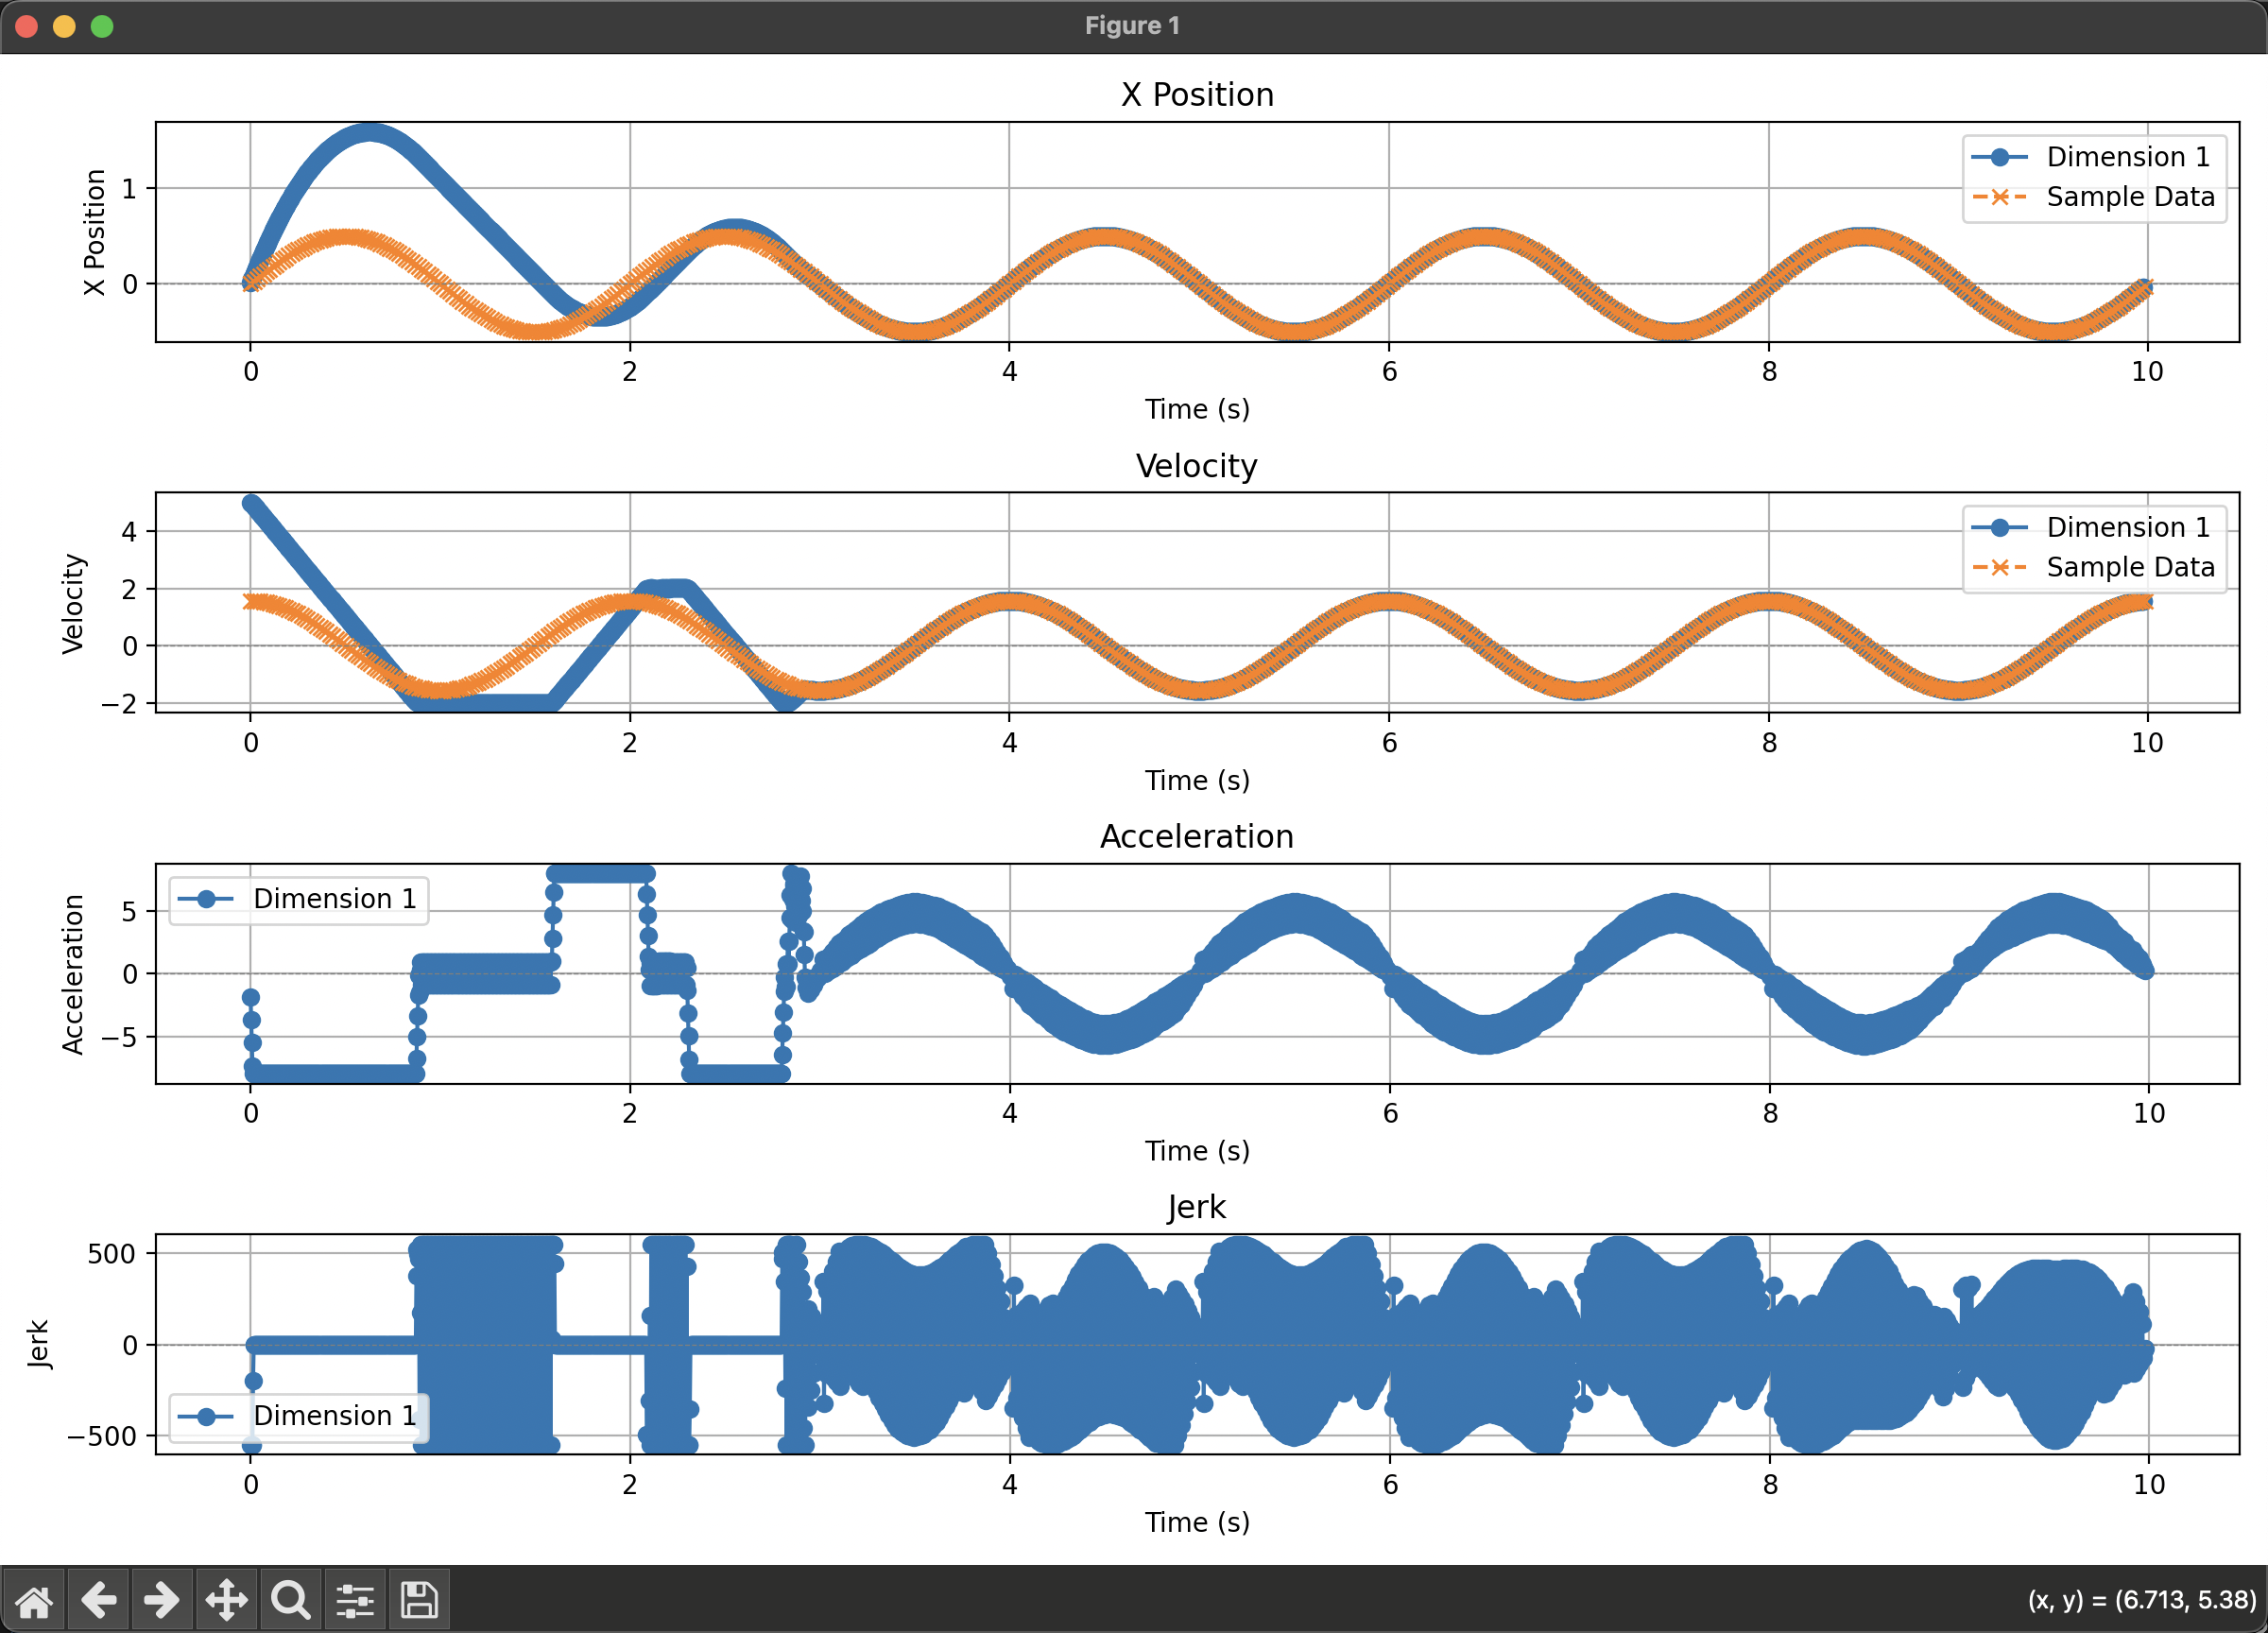 Figure 1
X Position
X Position
1
0
Dimension 1
Sample Data
0 2 4 6 8 10
Time (s)
Velocity
Velocity
4
2
0
−2
Dimension 1
Sample Data
0 2 4 6 8 10
Time (s)
Acceleration
Acceleration
5
0
−5
Dimension 1
0 2 4 6 8 10
Time (s)
Jerk
Jerk
500
0
−500
Dimension 1
0 2 4 6 8 10
Time (s)
(x, y) = (6.713, 5.38)